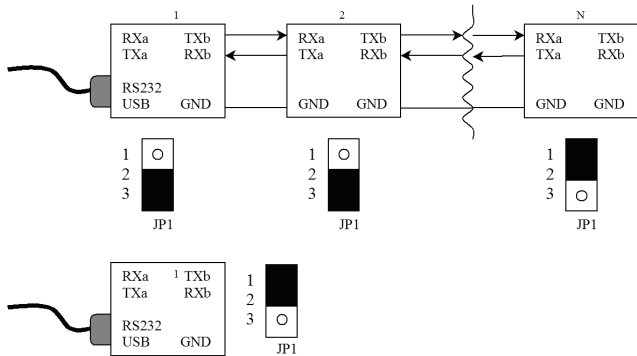 1 2 N
RXa TXb RXa TXb RXa TXb
TXa RXb TXa RXb TXa RXb
RS232
USB GND GND GND GND GND
1 1 1
2 2 2
3 3 3
JP1 JP1 JP1
RXa 1 TXb
TXa RXb
RS232
USB GND
1
2
3
JP1